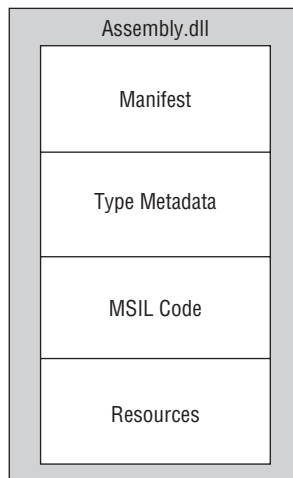 Assembly.dll
Manifest
Type Metadata
MSIL Code
Resources